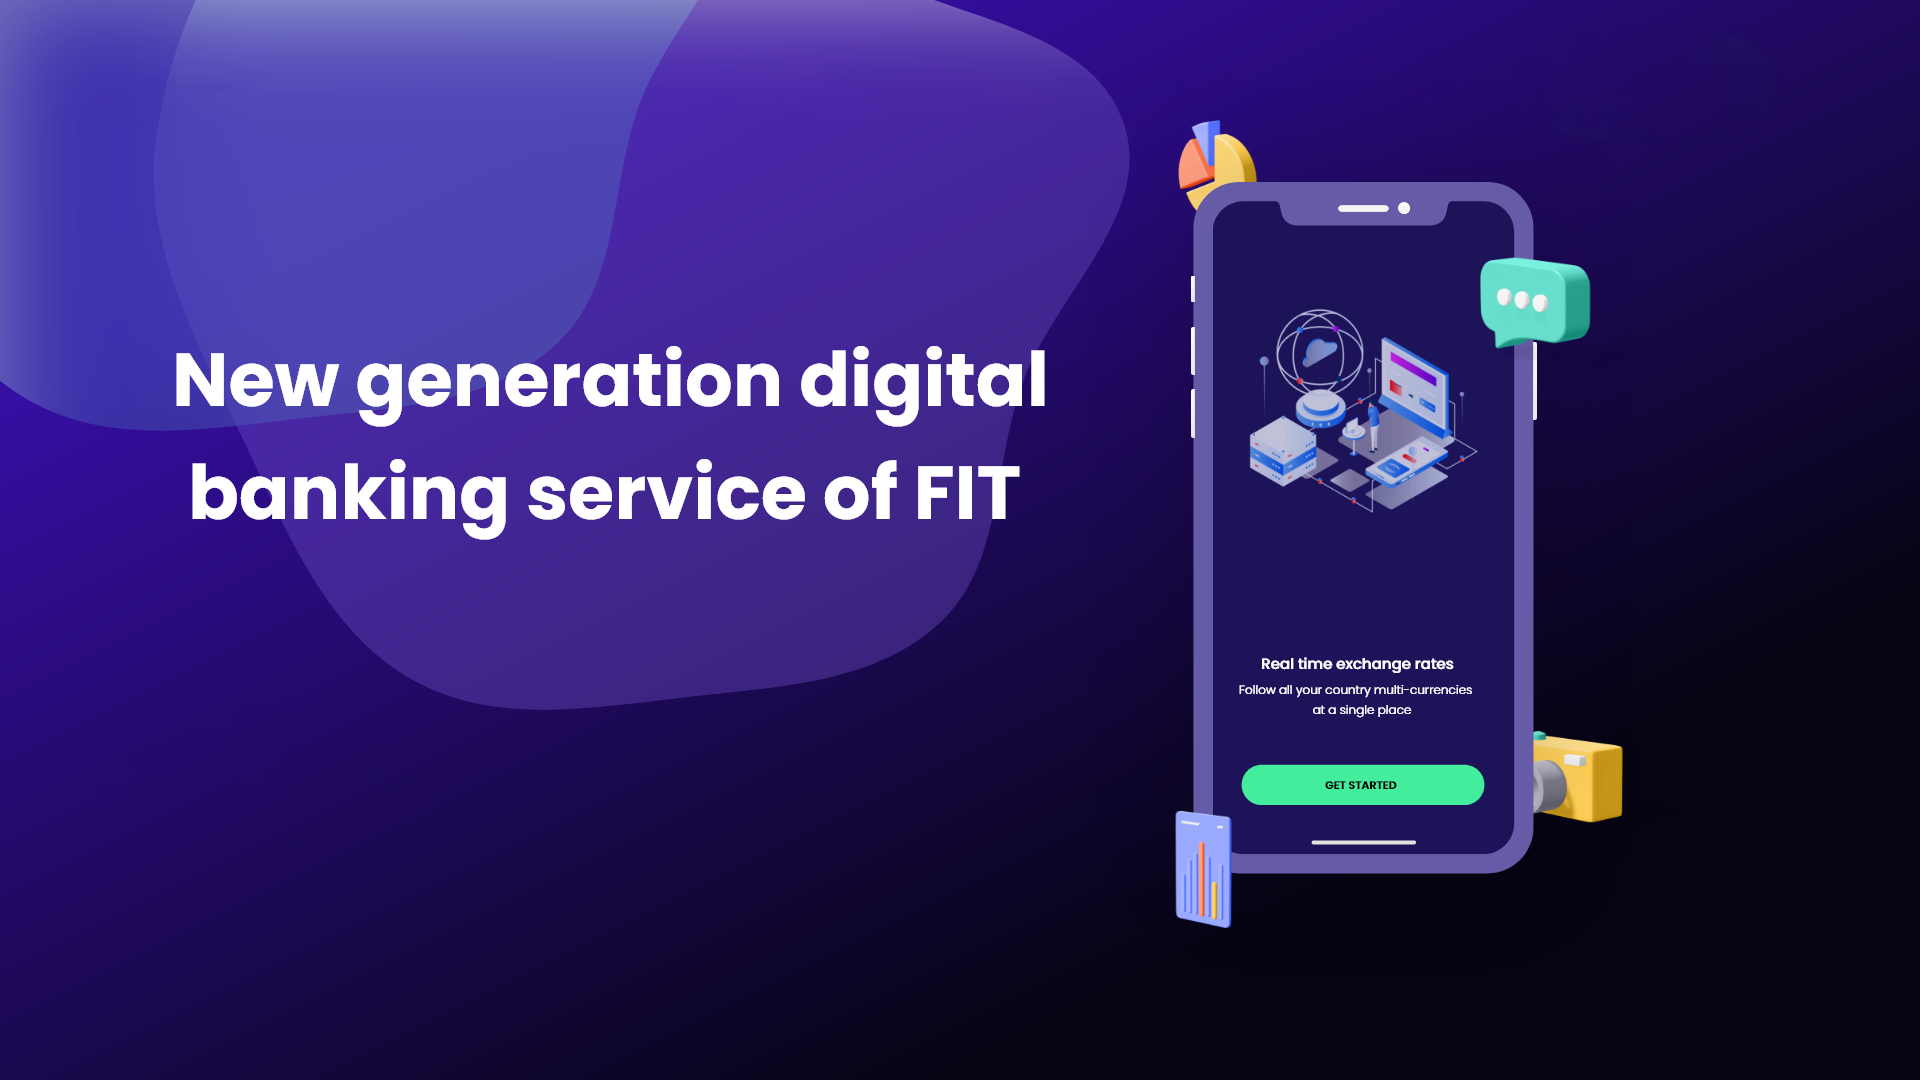 New generation digital
banking service of FIT
Real time exchange rates
Follow all your country multi-currencies
at a single place
GET STARTED